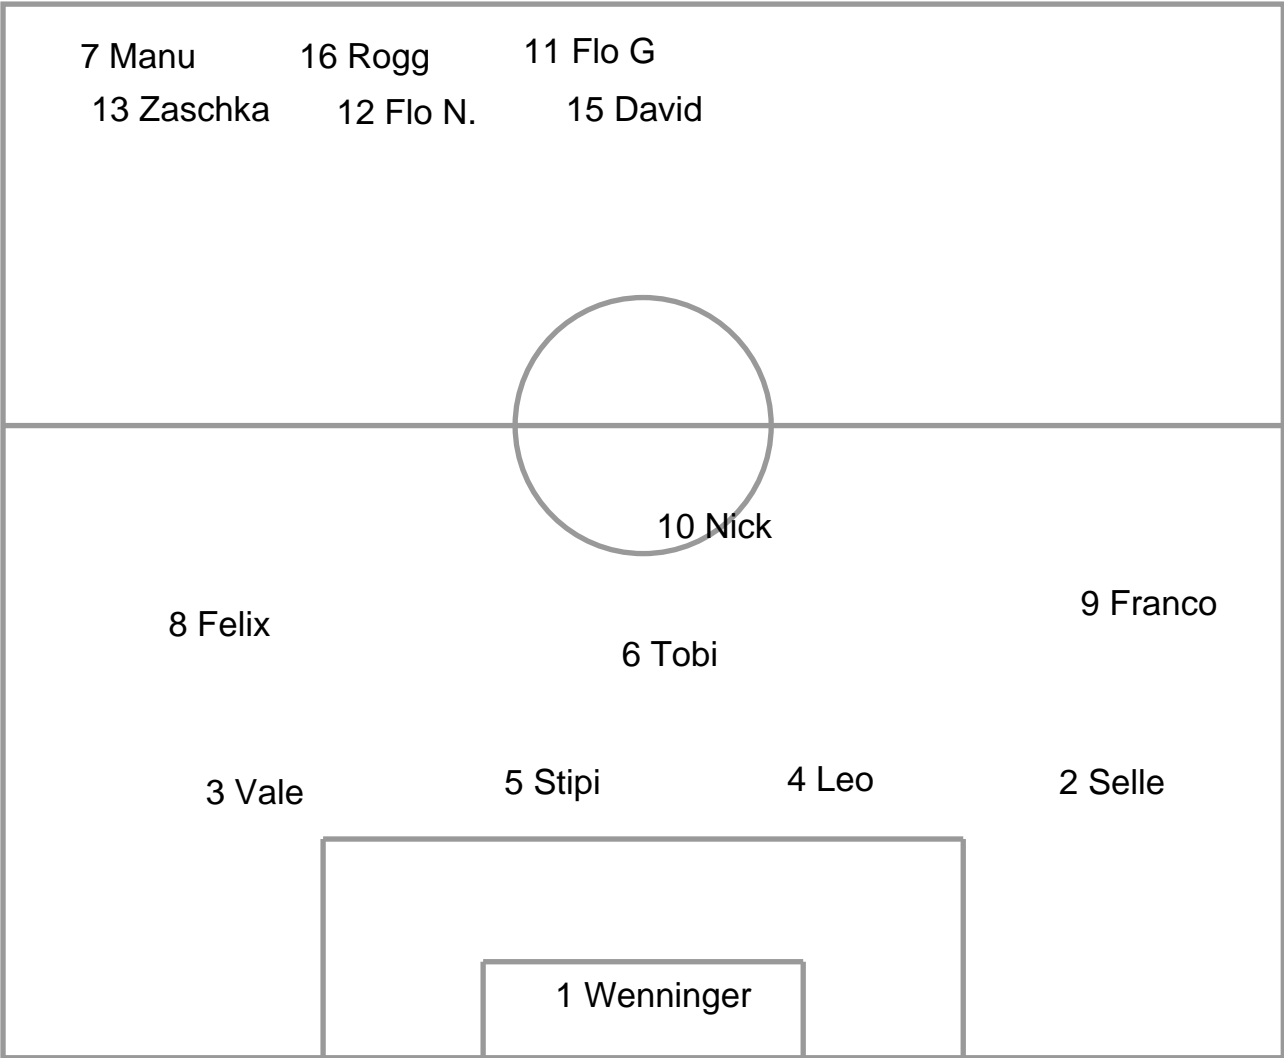 7 Manu 16 Rogg 11 Flo G
13 Zaschka 12 Flo N. 15 David
10 Nick
8 Felix 9 Franco
6 Tobi
3 Vale 5 Stipi 4 Leo 2 Selle
1 Wenninger